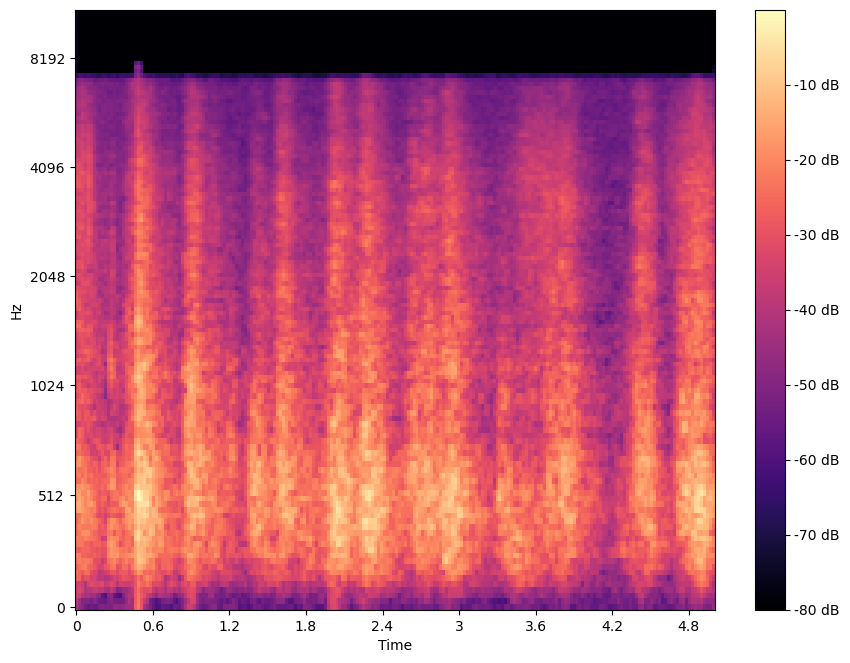 8192
4096
2048
1024
512
0
Hz
0 0.6 1.2 1.8 2.4 3 3.6 4.2 4.8
Time
-10 dB
-20 dB
-30 dB
-40 dB
-50 dB
-60 dB
-70 dB
-80 dB